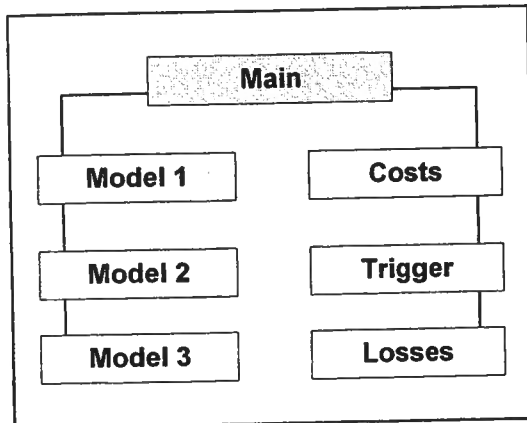 Main
Model 1
Costs
Model 2
Trigger
Model 3
Losses